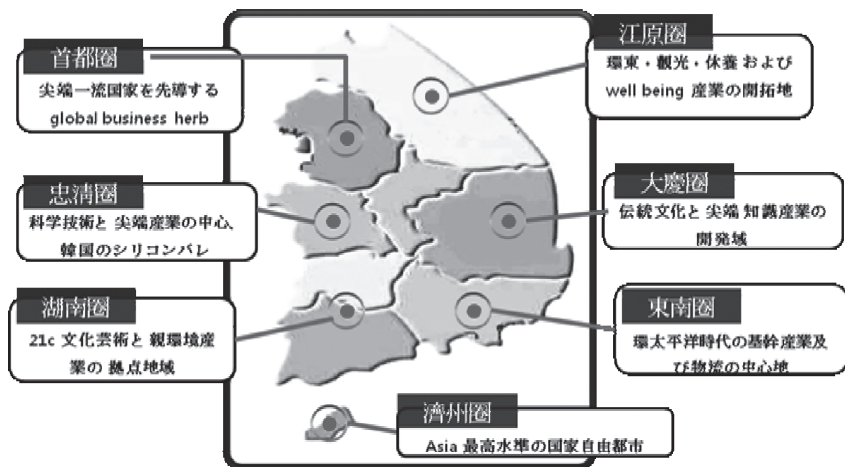 首都圏
尖端一流国家を先導する
global business herb
江原圏
環東・観光・休養 および
well being 産業の開拓地
忠淸圏
科学技術と 尖端産業の中心、
韓国のシリコンバレ
大慶圏
伝統文化と 尖端 知識産業の
開発域
湖南圏
21c 文化芸術と 親環境産
業の 拠点地域
東南圏
環太平洋時代の基幹産業及
び物流の中心地
濟州圏
Asia 最高水準の国家自由都市